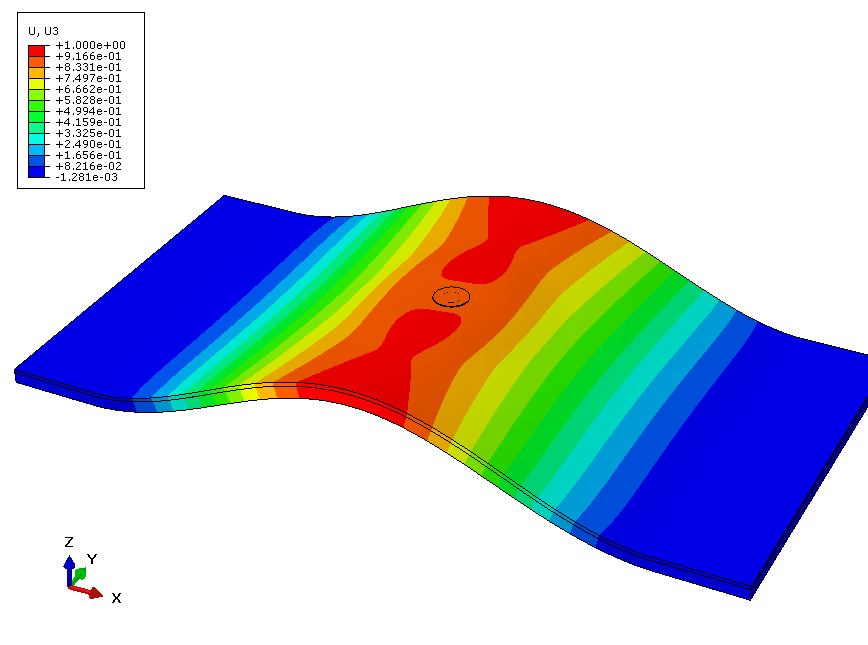 U, U3
+1.000e+00
+9.166e-01
+8.331e-01
+7.497e-01
+6.662e-01
+5.828e-01
+4.994e-01
+4.159e-01
+3.325e-01
+2.490e-01
+1.656e-01
+8.216e-02
-1.281e-03
Z
Y
X